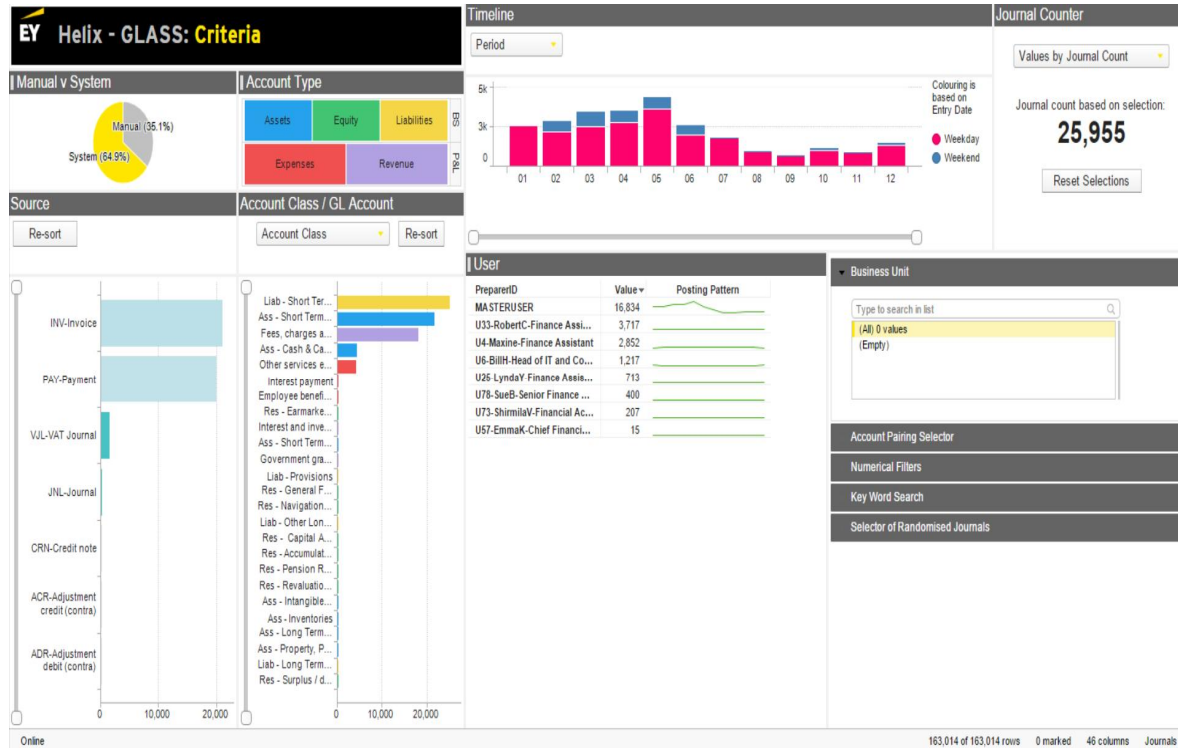 EY Helix - GLASS: Criteria
Manual v System
Manual (35.1%)
System (64.9%)
Account Type
Assets
Equity
Liabilities
BS
Expenses
Revenue
P&L
Source
Re-sort
INV-Invoice
PAY-Payment
VJL-VAT Journal
JNL-Journal
CRN-Credit note
ACR-Adjustment
credit (contra)
ADR-Adjustment
debit (contra)
0 10,000 20,000
Account Class / GL Account
Account Class
Re-sort
Liab - Short Ter...
Ass - Short Term...
Fees, charges a...
Ass - Cash & Ca...
Other services e...
Interest payment
Employee benefi...
Res - Earmarke...
Interest and inve...
Ass - Short Term...
Government gra...
Liab - Provisions
Res - General F...
Res - Navigation...
Liab - Other Lon...
Res - Capital A...
Res - Accumulat...
Res - Pension R...
Res - Revaluatio...
Ass - Intangible...
Ass - Inventories
Ass - Long Term...
Ass - Property, P...
Liab - Long Term...
Res - Surplus / d...
0 10,000 20,000
Timeline
Period
5k
3k
0
01 02 03 04 05 06 07 08 09 10 11 12
Colouring is
based on
Entry Date
Weekday
Weekend
Journal Counter
Values by Journal Count
Journal count based on selection:
25,955
Reset Selections
User
PreparerID Value Posting Pattern
MASTERUSER 16,834
U33-RobertC-Finance Assi... 3,717
U4-Maxine-Finance Assistant 2,852
U6-BillH-Head of IT and Co... 1,217
U26-LyndaY-Finance Assis... 713
U78-SueB-Senior Finance ... 400
U73-ShirmilaV-Financial Ac... 207
U57-EmmaK-Chief Financi... 15
Business Unit
Type to search in list
(All) 0 values
(Empty)
Account Pairing Selector
Numerical Filters
Key Word Search
Selector of Randomised Journals
Online
163,014 of 163,014 rows 0 marked 46 columns Journals